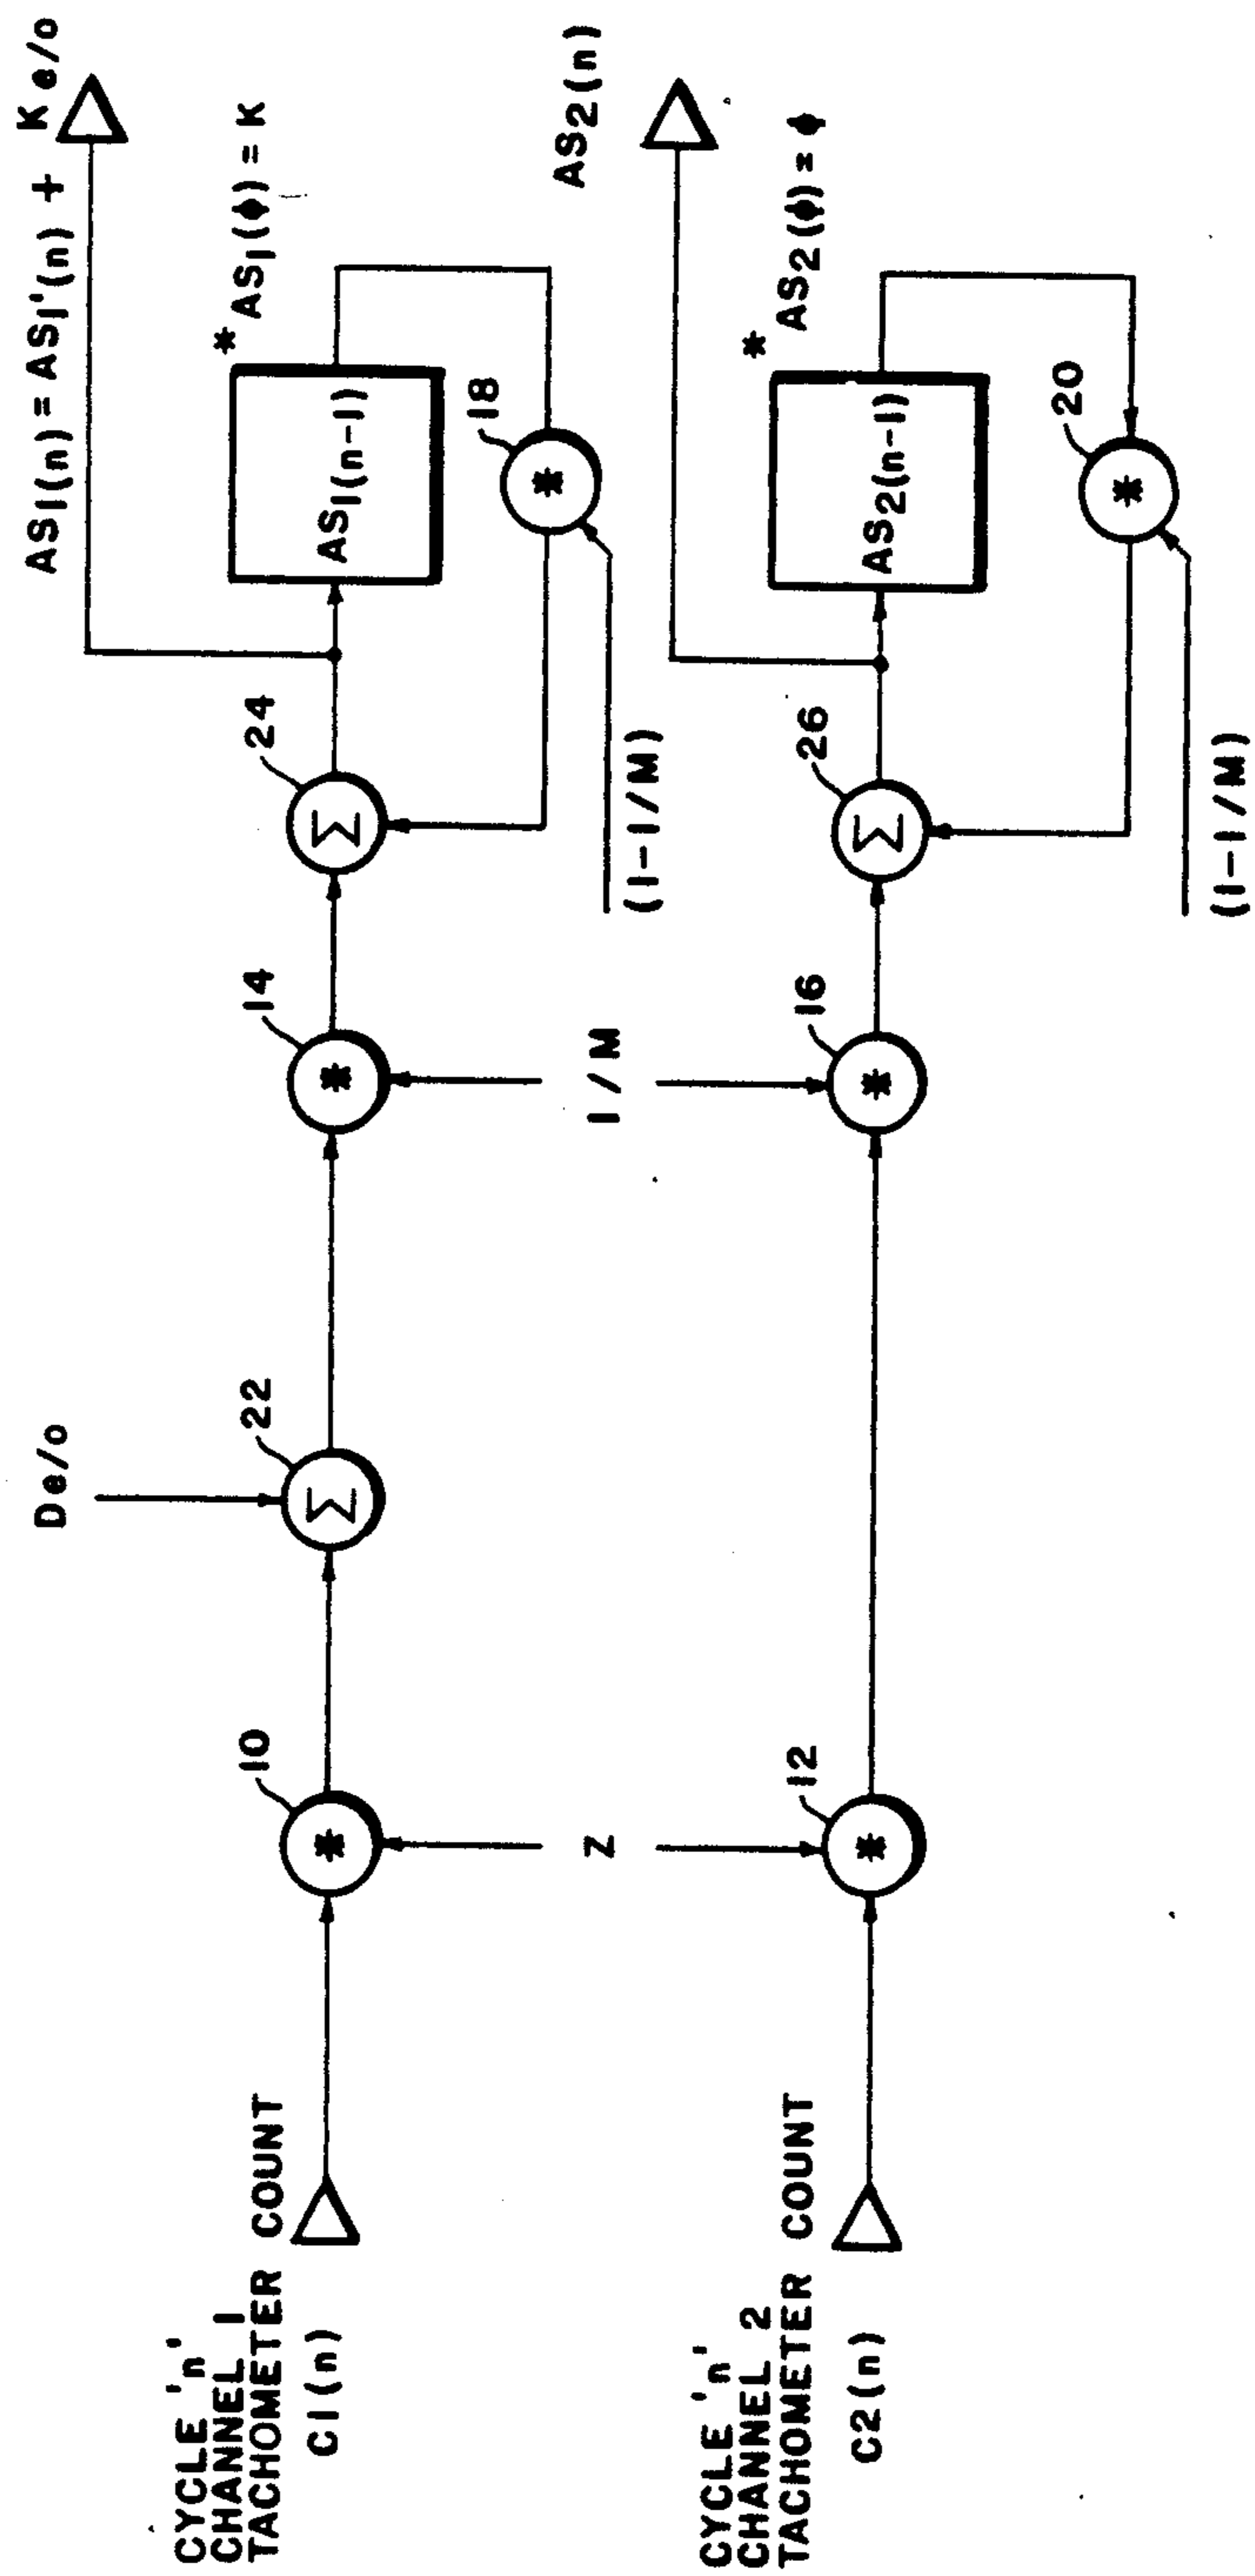 CYCLE 'n'
CHANNEL 1
TACHOMETER COUNT
C1(n)
10
De/o
22
14
24
AS1(n) = AS1'(n) + Ke/o
AS1(n-1)
* AS1(ϕ) = K
*
*
Σ
*
Σ
18
(1-1/M)
Z
1/M
CYCLE 'n'
CHANNEL 2
TACHOMETER COUNT
C2(n)
12
16
26
AS2(n)
AS2(n-1)
* AS2(ϕ) = ϕ
*
*
Σ
*
20
(1-1/M)